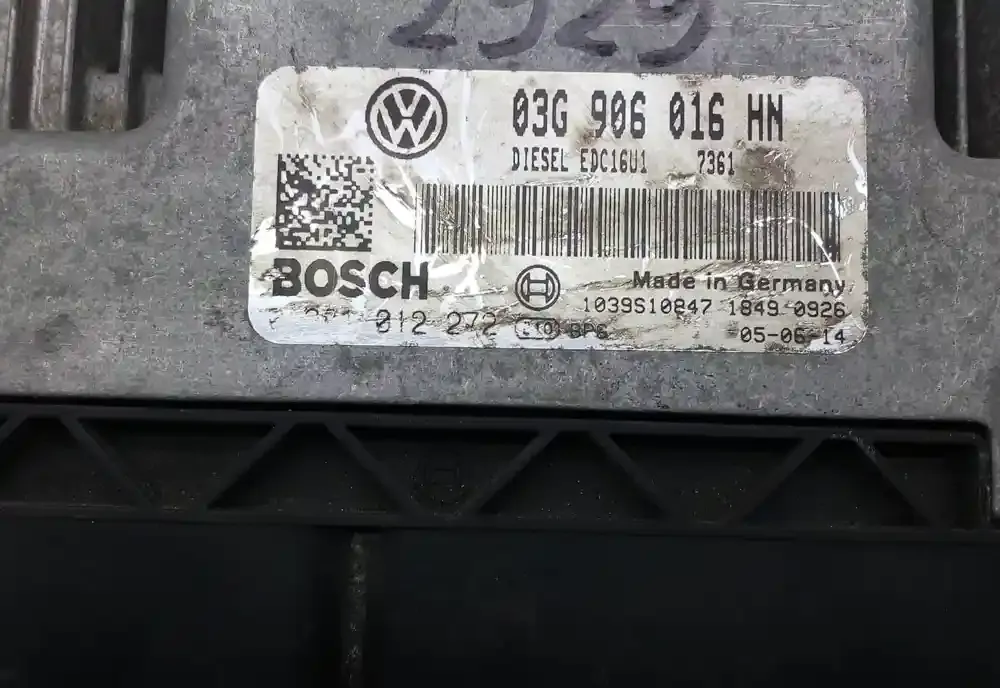 2929
03G 906 016 HN
DIESEL EDC16U1 7361
BOSCH
Made in Germany
1039S10847 1849 0926
012 272
05-06-14